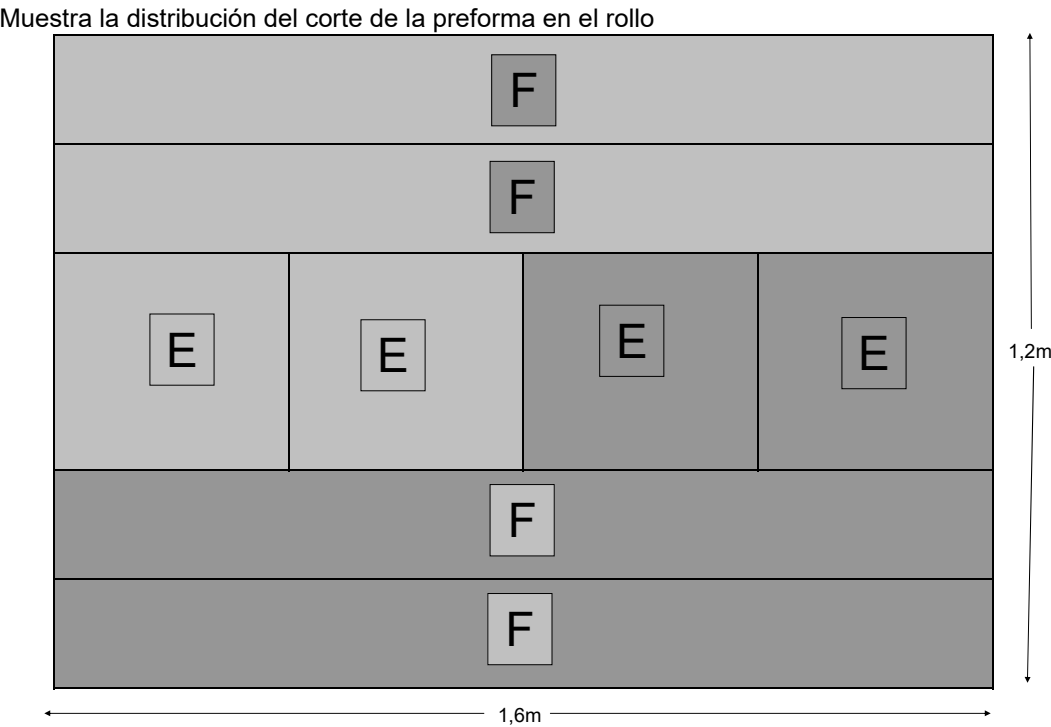 Muestra la distribución del corte de la preforma en el rollo
F
F
E E E E
1,2m
F
F
1,6m